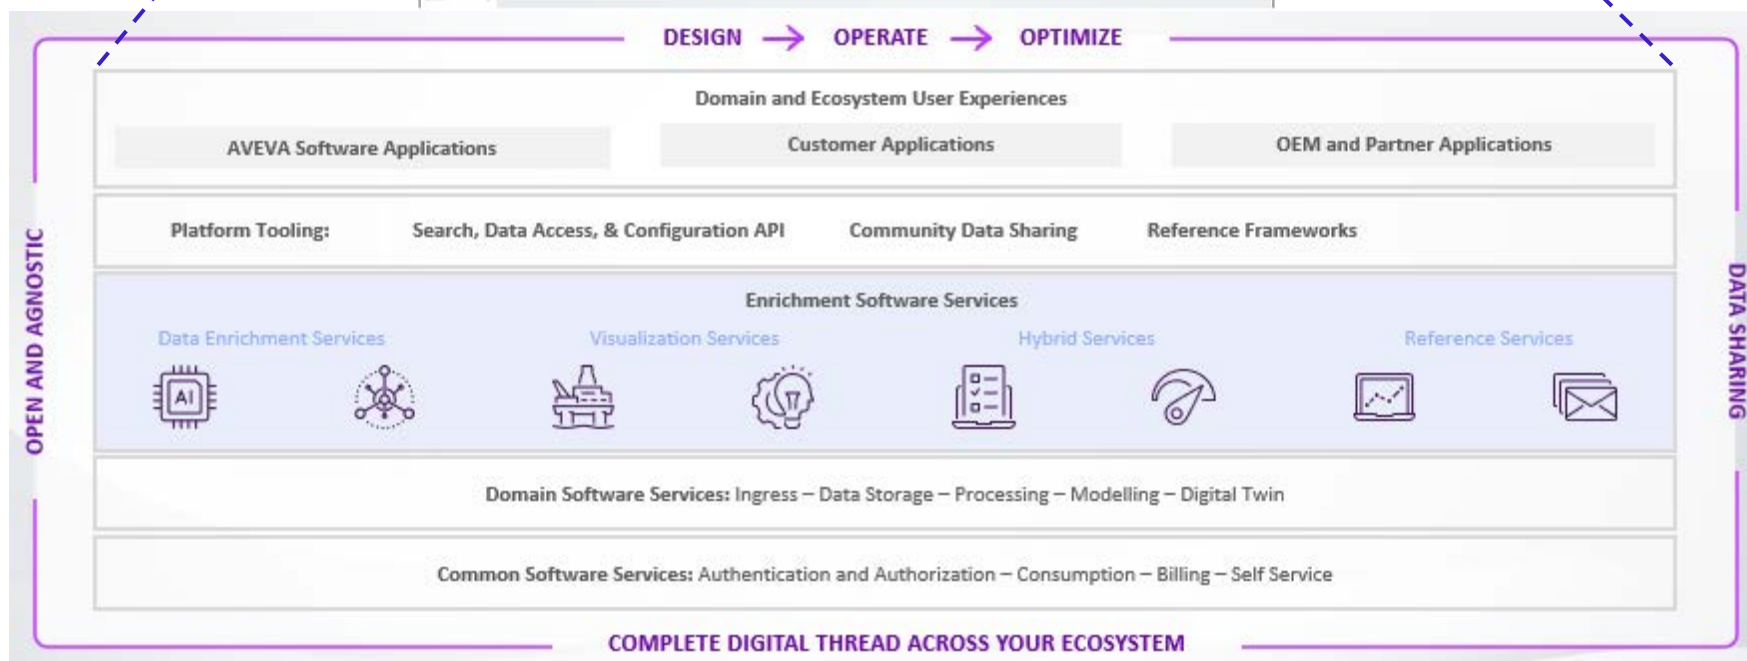 DESIGN OPERATE OPTIMIZE
Domain and Ecosystem User Experiences
AVEVA Software Applications
Customer Applications
OEM and Partner Applications
Platform Tooling: Search, Data Access, & Configuration API Community Data Sharing Reference Frameworks
OPEN AND AGNOSTIC
DATA SHARING
Enrichment Software Services
Data Enrichment Services Visualization Services Hybrid Services Reference Services
AI
Domain Software Services: Ingress – Data Storage – Processing – Modelling – Digital Twin
Common Software Services: Authentication and Authorization – Consumption – Billing – Self Service
COMPLETE DIGITAL THREAD ACROSS YOUR ECOSYSTEM